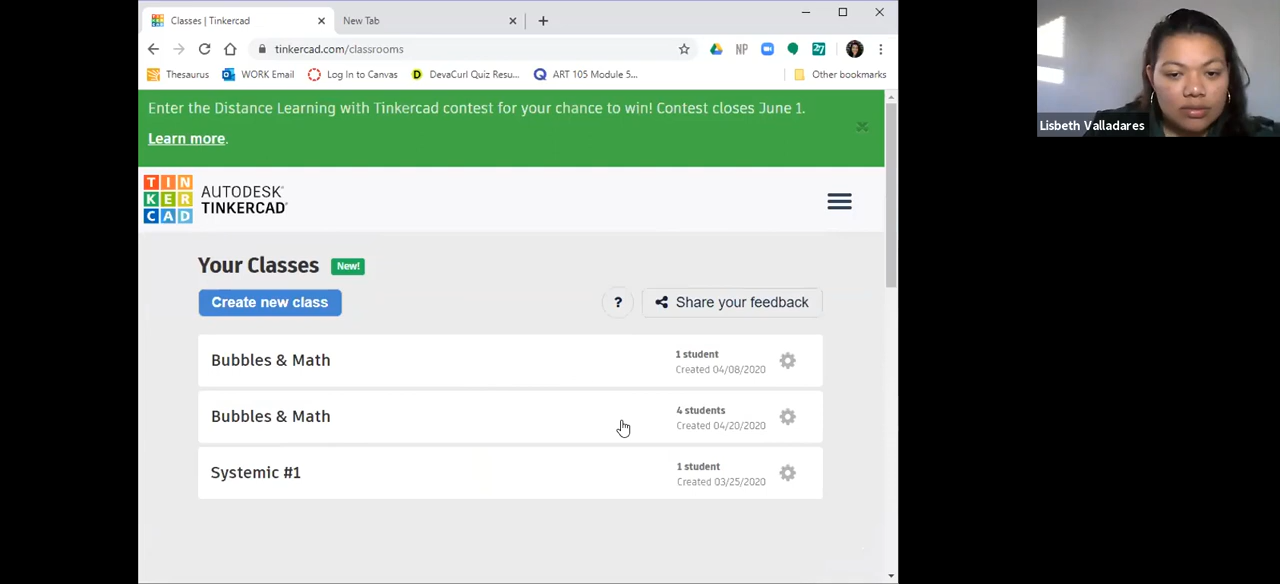 Classes | Tinkercad
New Tab
tinkercad.com/classrooms
NP
27
Thesaurus
WORK Email
Log In to Canvas
D
DevaCurl Quiz Resu...
Q
ART 105 Module 5...
Other bookmarks
Enter the Distance Learning with Tinkercad contest for your chance to win! Contest closes June 1.
Learn more.
TIN
KER
CAD
AUTODESK®
TINKERCAD®
Your Classes
New!
Create new class
?
Share your feedback
Bubbles & Math
1 student
Created 04/08/2020
Bubbles & Math
4 students
Created 04/20/2020
Systemic #1
1 student
Created 03/25/2020
Lisbeth Valladares